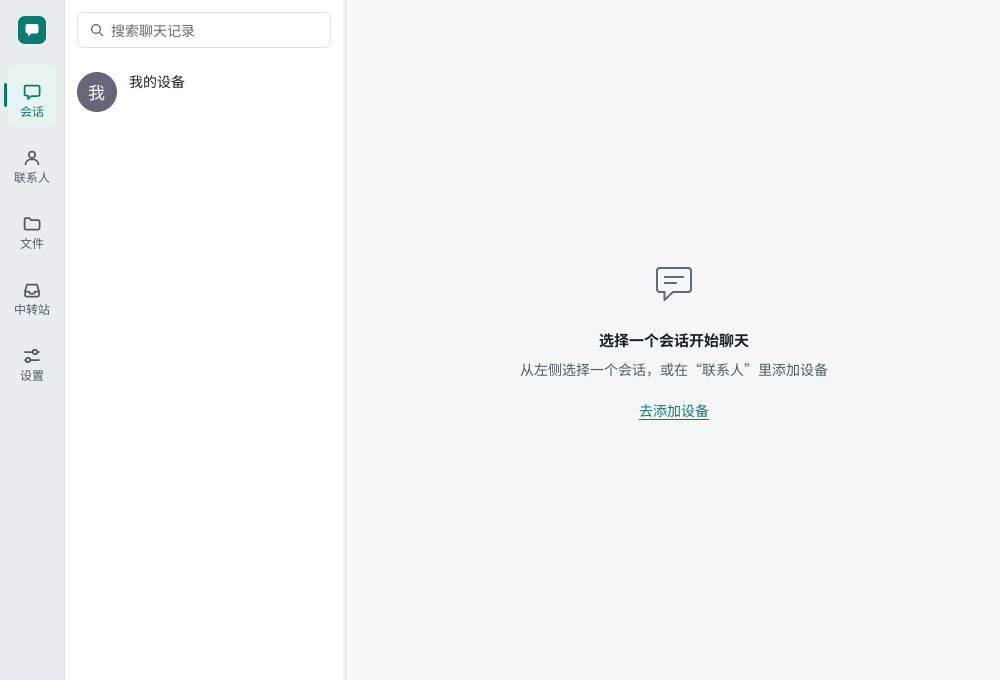 搜索聊天记录
我
我的设备
会话
联系人
文件
中转站
设置
选择一个会话开始聊天
从左侧选择一个会话，或在“联系人”里添加设备
去添加设备